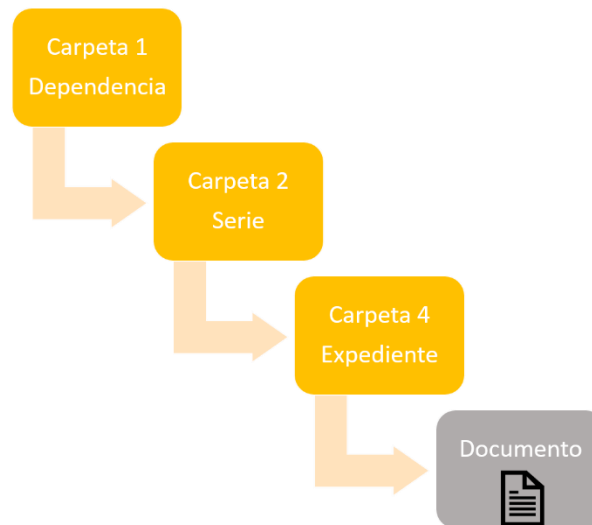 Carpeta 1
Dependencia
Carpeta 2
Serie
Carpeta 4
Expediente
Documento